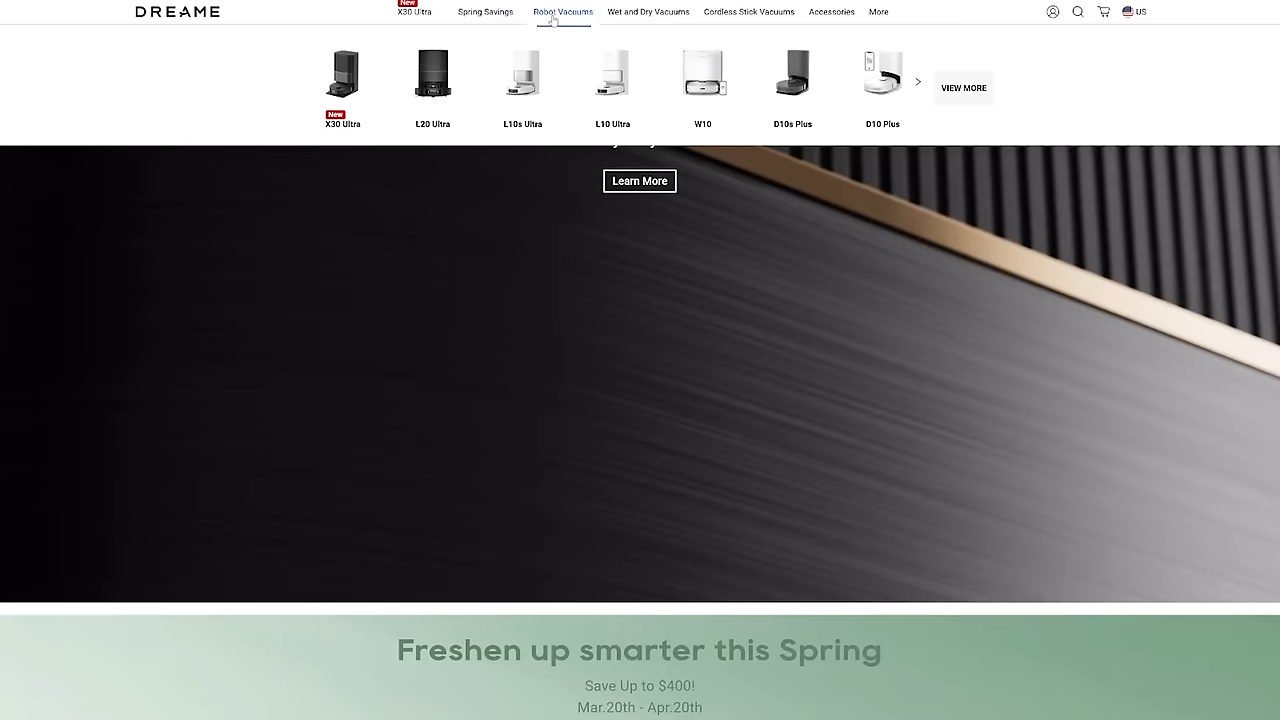 DREAME
New
X30 Ultra
Spring Savings
Robot Vacuums
Wet and Dry Vacuums
Cordless Stick Vacuums
Accessories
More
US
New
X30 Ultra
L20 Ultra
L10s Ultra
L10 Ultra
W10
D10s Plus
D10 Plus
VIEW MORE
Learn More
Freshen up smarter this Spring
Save Up to $400!
Mar.20th - Apr.20th